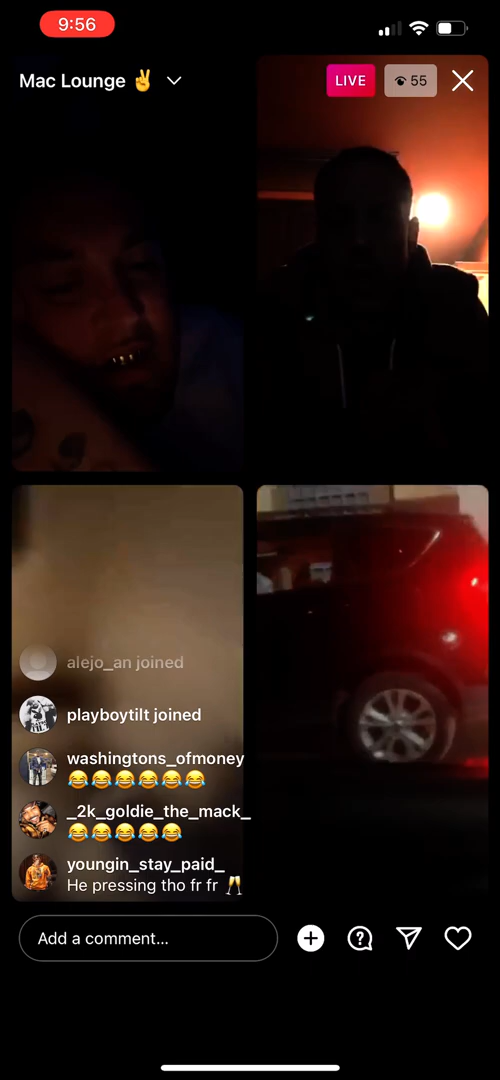 9:56
Mac Lounge ✌️
LIVE
55
alejo_an joined
playboytilt joined
washingtons_ofmoney
😂😂😂😂😂😂
_2k_goldie_the_mack_
😂😂😂😂😂
youngin_stay_paid_
He pressing tho fr fr 🥂
Add a comment...